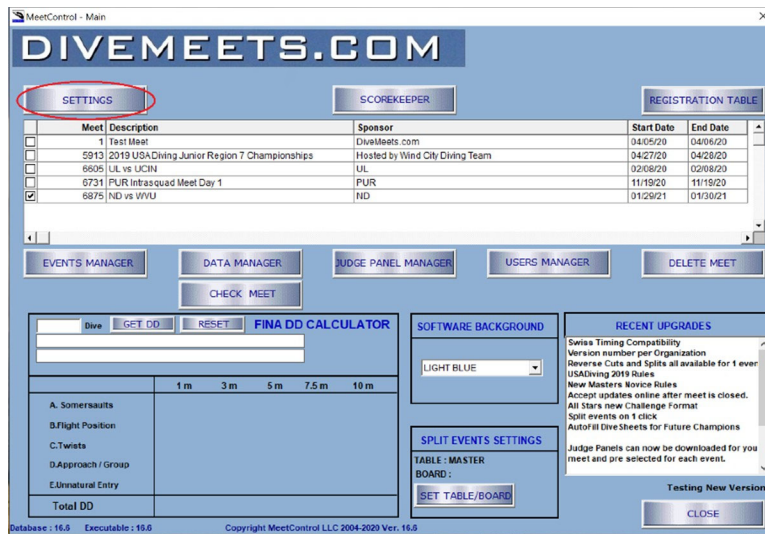 MeetControl - Main
DIVEMEETS.COM
SETTINGS
SCOREKEEPER
REGISTRATION TABLE
Meet Description Sponsor Start Date End Date
1 Test Meet DiveMeets.com 04/05/20 04/06/20
5913 2019 USA Diving Junior Region 7 Championships Hosted by Wind City Diving Team 04/27/20 04/28/20
6605 UL vs UCIN UL 02/08/20 02/08/20
6731 PUR Intrasquad Meet Day 1 PUR 11/19/20 11/19/20
6875 ND vs WVU ND 01/29/21 01/30/21
EVENTS MANAGER
DATA MANAGER
JUDGE PANEL MANAGER
USERS MANAGER
DELETE MEET
CHECK MEET
Dive GET DD RESET FINA DD CALCULATOR
1 m 3 m 5 m 7.5 m 10 m
A. Somersaults
B.Flight Position
C.Twists
D.Approach / Group
E.Unnatural Entry
Total DD
SOFTWARE BACKGROUND
LIGHT BLUE
SPLIT EVENTS SETTINGS
TABLE : MASTER
BOARD :
SET TABLE/BOARD
RECENT UPGRADES
Swiss Timing Compatibility
Version number per Organization
Reverse Cuts and Splits all available for 1 ever
USADiving 2019 Rules
New Masters Novice Rules
Accept updates online after meet is closed.
All Stars new Challenge Format
Split events on 1 click
AutoFill DiveSheets for Future Champions
Judge Panels can now be downloaded for you
meet and pre selected for each event.
Testing New Version
CLOSE
Database : 16.6 Executable : 16.6 Copyright MeetControl LLC 2004-2020 Ver. 16.6